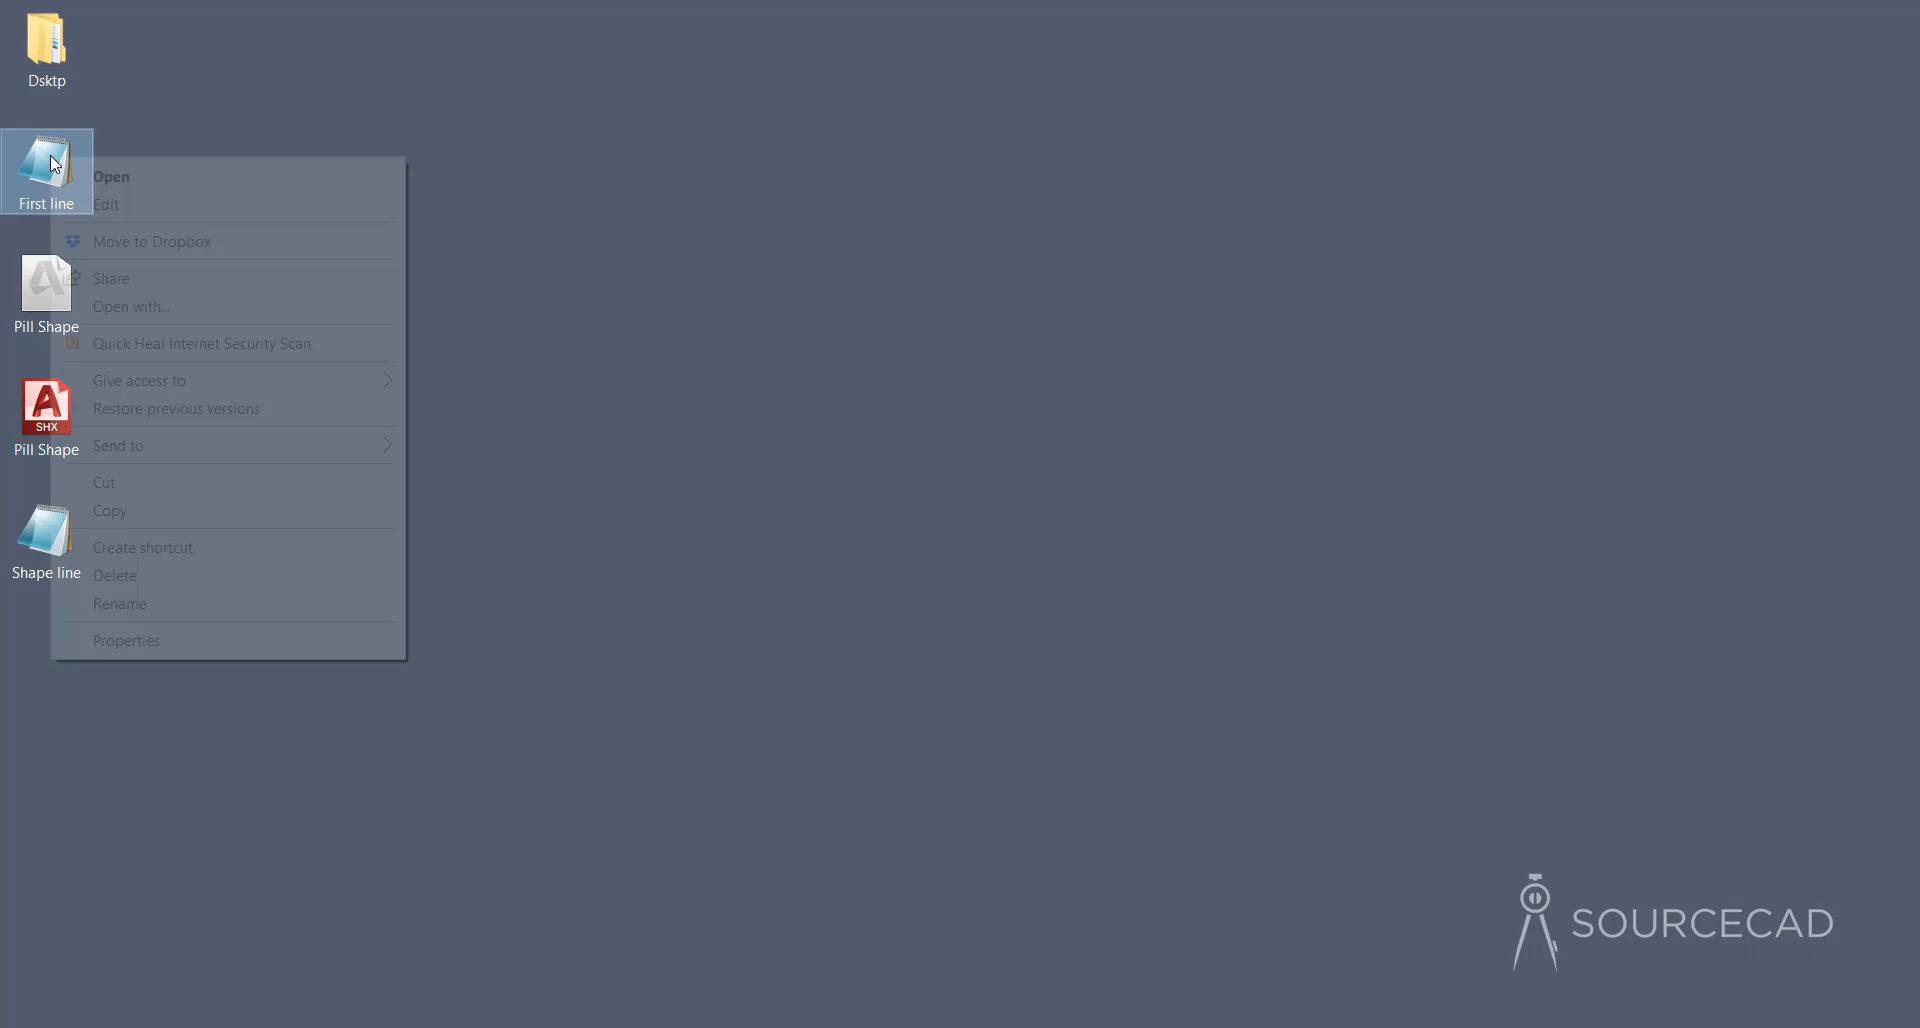 Dsktp
First line
Pill Shape
SHX
Pill Shape
Shape line
Open
Edit
Move to Dropbox
Share
Open with...
Quick Heal Internet Security Scan
Give access to
Restore previous versions
Send to
Cut
Copy
Create shortcut
Delete
Rename
Properties
SOURCECAD